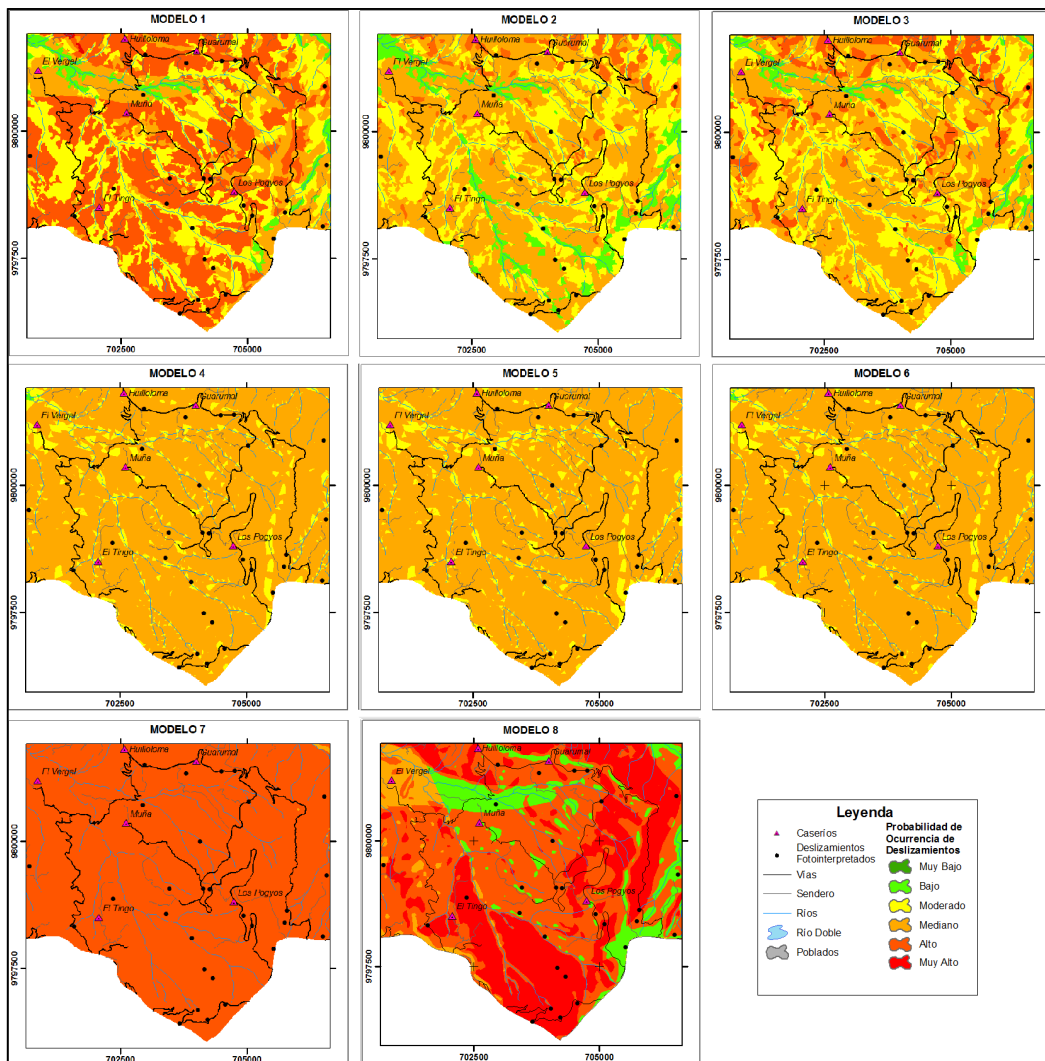 MODELO 1
Huilloloma
Guarumal
El Vergel
Muña
Los Pogyos
El Tingo
9800000
9797500
702500
705000
MODELO 2
Huilloloma
Guarumal
El Vergel
Muña
Los Pogyos
El Tingo
9800000
9797500
702500
705000
MODELO 3
Huilloloma
Guarumal
El Vergel
Muña
Los Pogyos
El Tingo
9800000
9797500
702500
705000
MODELO 4
Huilloloma
Guarumal
El Vergel
Muña
Los Pogyos
El Tingo
9800000
9797500
702500
705000
MODELO 5
Huilloloma
Guarumal
El Vergel
Muña
Los Pogyos
El Tingo
9800000
9797500
702500
705000
MODELO 6
Huilloloma
Guarumal
El Vergel
Muña
Los Pogyos
El Tingo
9800000
9797500
702500
705000
MODELO 7
Huilloloma
Guarumal
El Vergel
Muña
Los Pogyos
El Tingo
9800000
9797500
702500
705000
MODELO 8
Huilloloma
Guarumal
El Vergel
Muña
Los Pogyos
El Tingo
9800000
9797500
702500
705000
Leyenda
Caseríos
Deslizamientos
Fotointerpretados
Vías
Sendero
Ríos
Río Doble
Poblados
Probabilidad de
Ocurrencia de
Deslizamientos
Muy Bajo
Bajo
Moderado
Mediano
Alto
Muy Alto